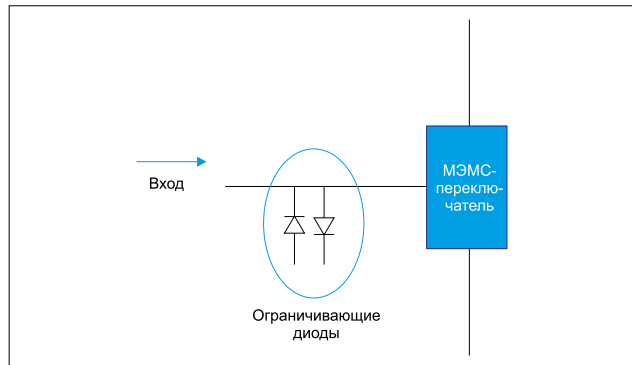 Вход
МЭМС-
переклю-
чатель
Ограничивающие
диоды